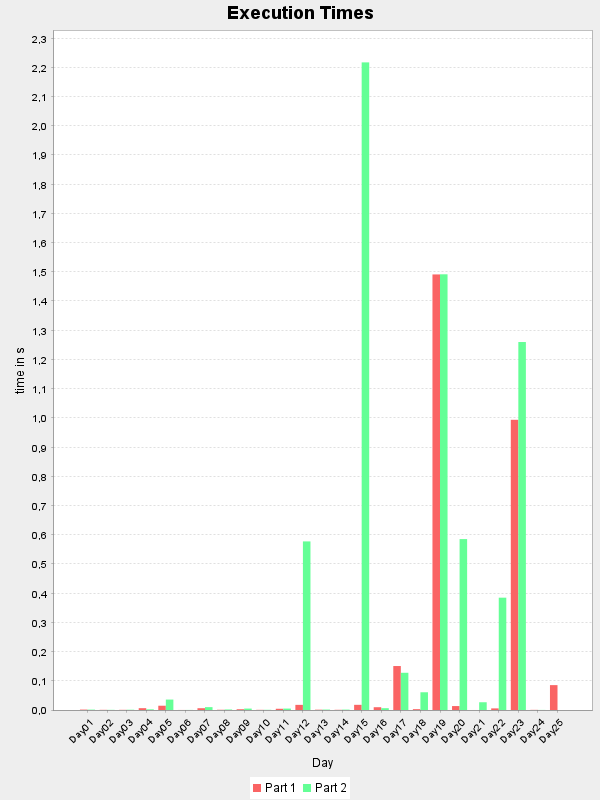 Execution Times
time in s
2,3
2,2
2,1
2,0
1,9
1,8
1,7
1,6
1,5
1,4
1,3
1,2
1,1
1,0
0,9
0,8
0,7
0,6
0,5
0,4
0,3
0,2
0,1
0,0
Day01
Day02
Day03
Day04
Day05
Day06
Day07
Day08
Day09
Day10
Day11
Day12
Day13
Day14
Day15
Day16
Day17
Day18
Day19
Day20
Day21
Day22
Day23
Day24
Day25
Day
Part 1
Part 2